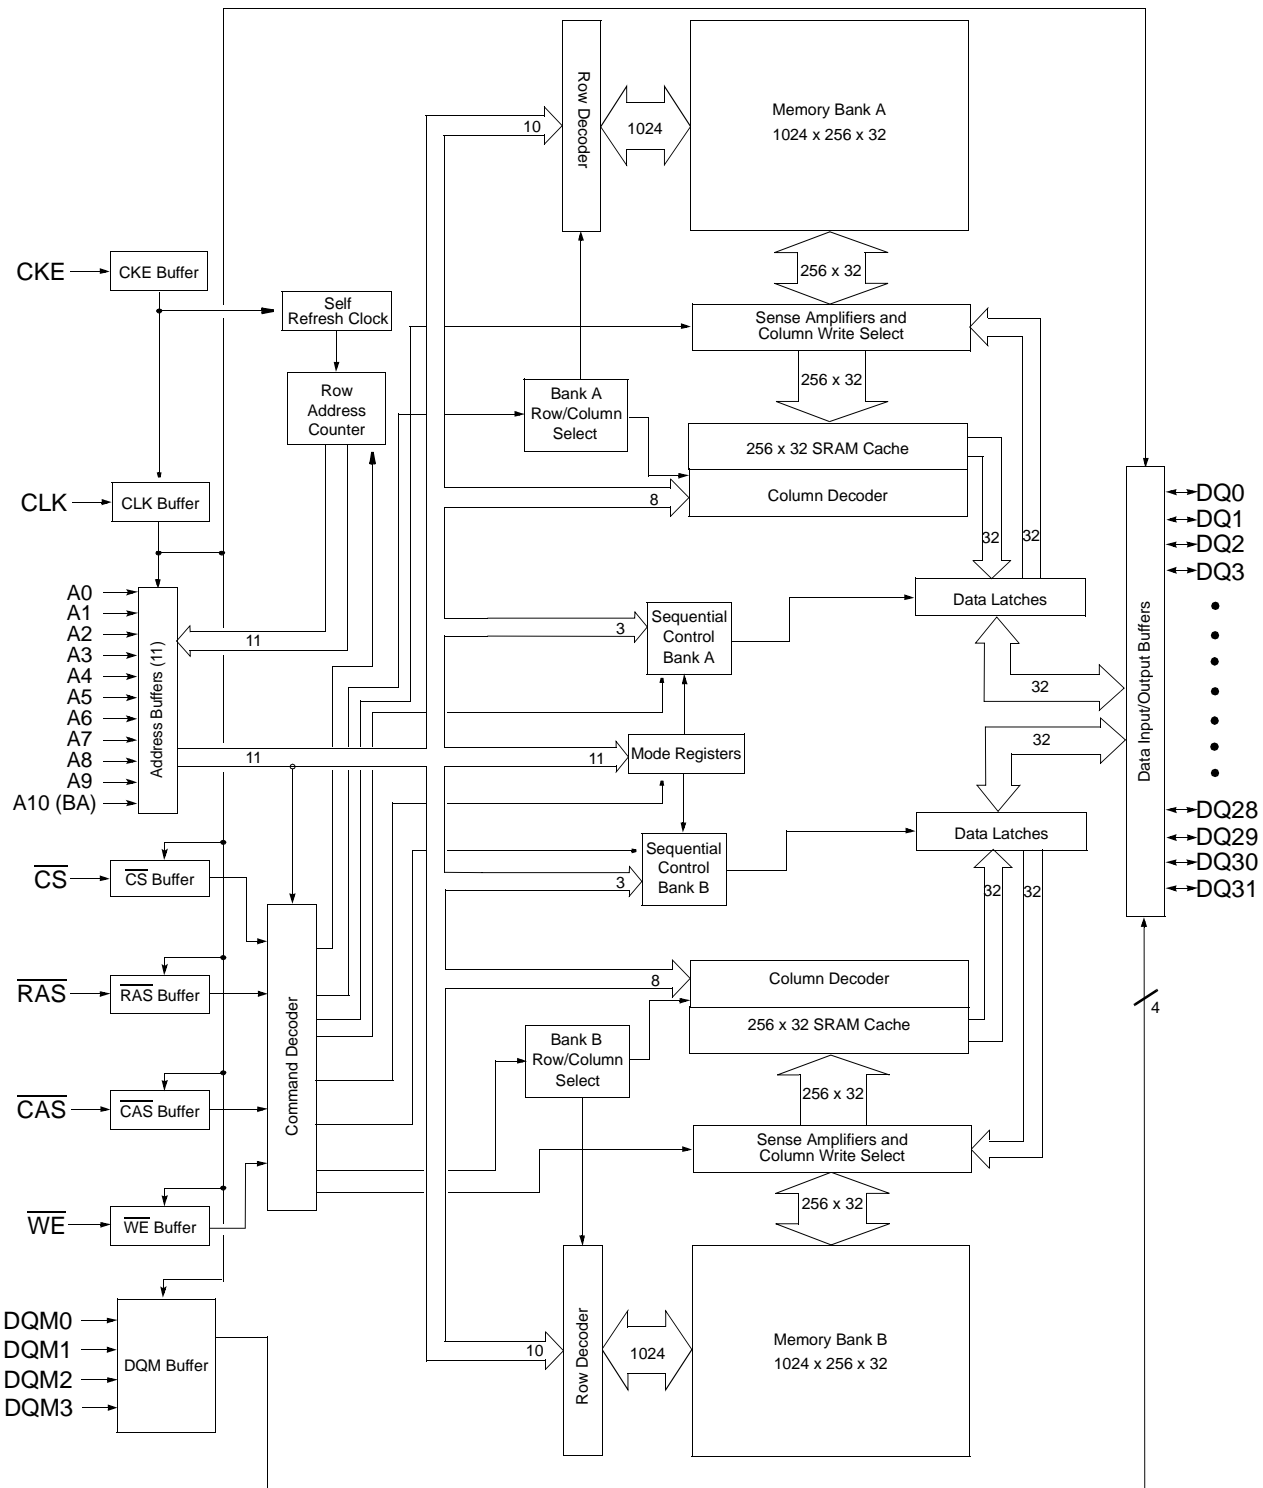 Row Decoder
10
1024
Memory Bank A
1024 x 256 x 32
CKE
CKE Buffer
256 x 32
Self
Refresh Clock
Sense Amplifiers and
Column Write Select
Row
Address
Counter
256 x 32
Bank A
Row/Column
Select
256 x 32 SRAM Cache
Column Decoder
8
CLK
CLK Buffer
32
32
Data Latches
A0
A1
A2
A3
A4
A5
A6
A7
A8
A9
A10 (BA)
Address Buffers (11)
11
11
3
Sequential
Control
Bank A
32
11
Mode Registers
32
Data Input/Output Buffers
DQ0
DQ1
DQ2
DQ3
DQ28
DQ29
DQ30
DQ31
Sequential
Control
Bank B
3
Data Latches
32
32
CS
CS Buffer
RAS
RAS Buffer
CAS
CAS Buffer
WE
WE Buffer
Command Decoder
8
Column Decoder
256 x 32 SRAM Cache
4
Bank B
Row/Column
Select
256 x 32
Sense Amplifiers and
Column Write Select
256 x 32
DQM0
DQM1
DQM2
DQM3
DQM Buffer
10
Row Decoder
1024
Memory Bank B
1024 x 256 x 32